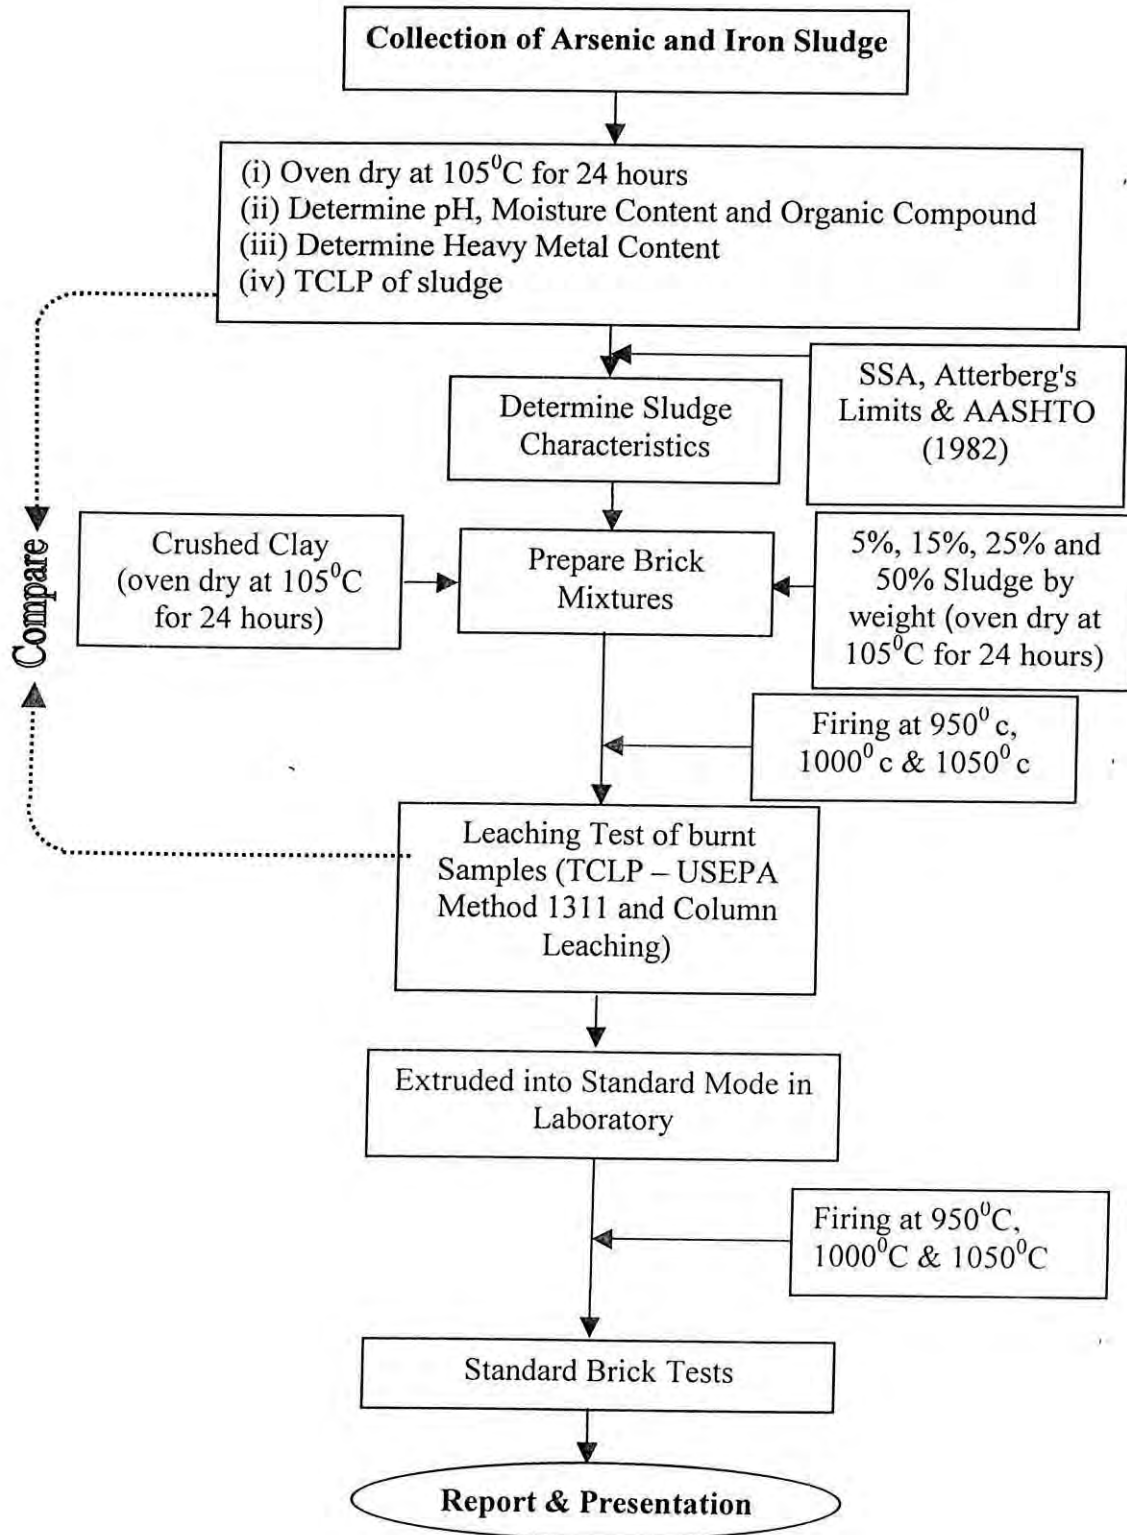 Collection of Arsenic and Iron Sludge
(i) Oven dry at 105⁰C for 24 hours
(ii) Determine pH, Moisture Content and Organic Compound
(iii) Determine Heavy Metal Content
(iv) TCLP of sludge
SSA, Atterberg's
Limits & AASHTO
(1982)
Determine Sludge
Characteristics
Compare
Crushed Clay
(oven dry at 105⁰C
for 24 hours)
Prepare Brick
Mixtures
5%, 15%, 25% and
50% Sludge by
weight (oven dry at
105⁰C for 24 hours)
Firing at 950⁰ c,
1000⁰ c & 1050⁰ c
Leaching Test of burnt
Samples (TCLP – USEPA
Method 1311 and Column
Leaching)
Extruded into Standard Mode in
Laboratory
Firing at 950⁰C,
1000⁰C & 1050⁰C
Standard Brick Tests
Report & Presentation